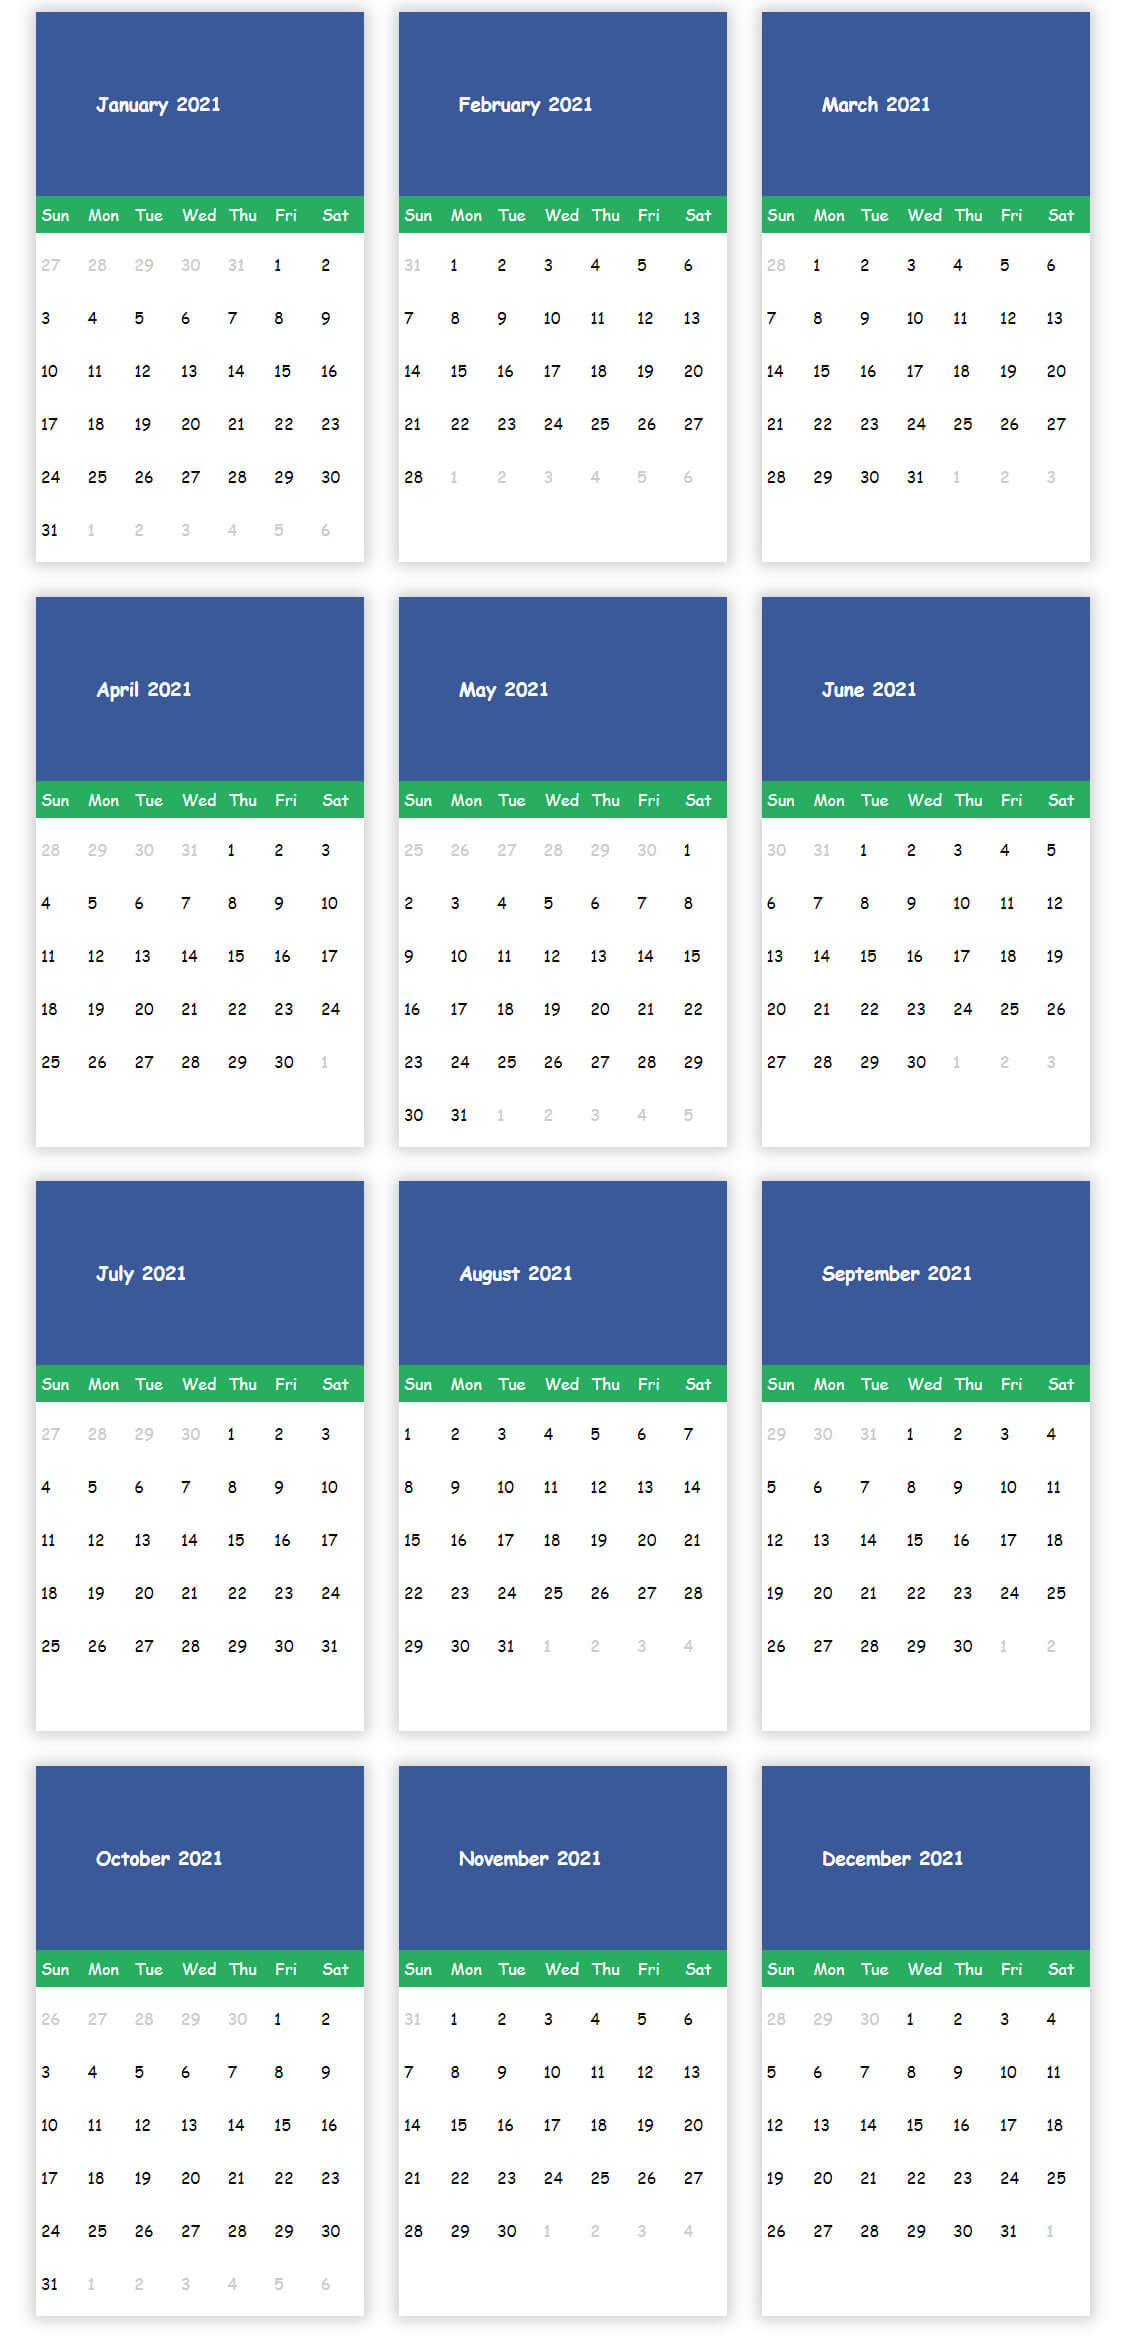 January 2021
Sun Mon Tue Wed Thu Fri Sat
27 28 29 30 31 1 2
3 4 5 6 7 8 9
10 11 12 13 14 15 16
17 18 19 20 21 22 23
24 25 26 27 28 29 30
31 1 2 3 4 5 6
February 2021
Sun Mon Tue Wed Thu Fri Sat
31 1 2 3 4 5 6
7 8 9 10 11 12 13
14 15 16 17 18 19 20
21 22 23 24 25 26 27
28 1 2 3 4 5 6
March 2021
Sun Mon Tue Wed Thu Fri Sat
28 1 2 3 4 5 6
7 8 9 10 11 12 13
14 15 16 17 18 19 20
21 22 23 24 25 26 27
28 29 30 31 1 2 3
April 2021
Sun Mon Tue Wed Thu Fri Sat
28 29 30 31 1 2 3
4 5 6 7 8 9 10
11 12 13 14 15 16 17
18 19 20 21 22 23 24
25 26 27 28 29 30 1
May 2021
Sun Mon Tue Wed Thu Fri Sat
25 26 27 28 29 30 1
2 3 4 5 6 7 8
9 10 11 12 13 14 15
16 17 18 19 20 21 22
23 24 25 26 27 28 29
30 31 1 2 3 4 5
June 2021
Sun Mon Tue Wed Thu Fri Sat
30 31 1 2 3 4 5
6 7 8 9 10 11 12
13 14 15 16 17 18 19
20 21 22 23 24 25 26
27 28 29 30 1 2 3
July 2021
Sun Mon Tue Wed Thu Fri Sat
27 28 29 30 1 2 3
4 5 6 7 8 9 10
11 12 13 14 15 16 17
18 19 20 21 22 23 24
25 26 27 28 29 30 31
August 2021
Sun Mon Tue Wed Thu Fri Sat
1 2 3 4 5 6 7
8 9 10 11 12 13 14
15 16 17 18 19 20 21
22 23 24 25 26 27 28
29 30 31 1 2 3 4
September 2021
Sun Mon Tue Wed Thu Fri Sat
29 30 31 1 2 3 4
5 6 7 8 9 10 11
12 13 14 15 16 17 18
19 20 21 22 23 24 25
26 27 28 29 30 1 2
October 2021
Sun Mon Tue Wed Thu Fri Sat
26 27 28 29 30 1 2
3 4 5 6 7 8 9
10 11 12 13 14 15 16
17 18 19 20 21 22 23
24 25 26 27 28 29 30
31 1 2 3 4 5 6
November 2021
Sun Mon Tue Wed Thu Fri Sat
31 1 2 3 4 5 6
7 8 9 10 11 12 13
14 15 16 17 18 19 20
21 22 23 24 25 26 27
28 29 30 1 2 3 4
December 2021
Sun Mon Tue Wed Thu Fri Sat
28 29 30 1 2 3 4
5 6 7 8 9 10 11
12 13 14 15 16 17 18
19 20 21 22 23 24 25
26 27 28 29 30 31 1